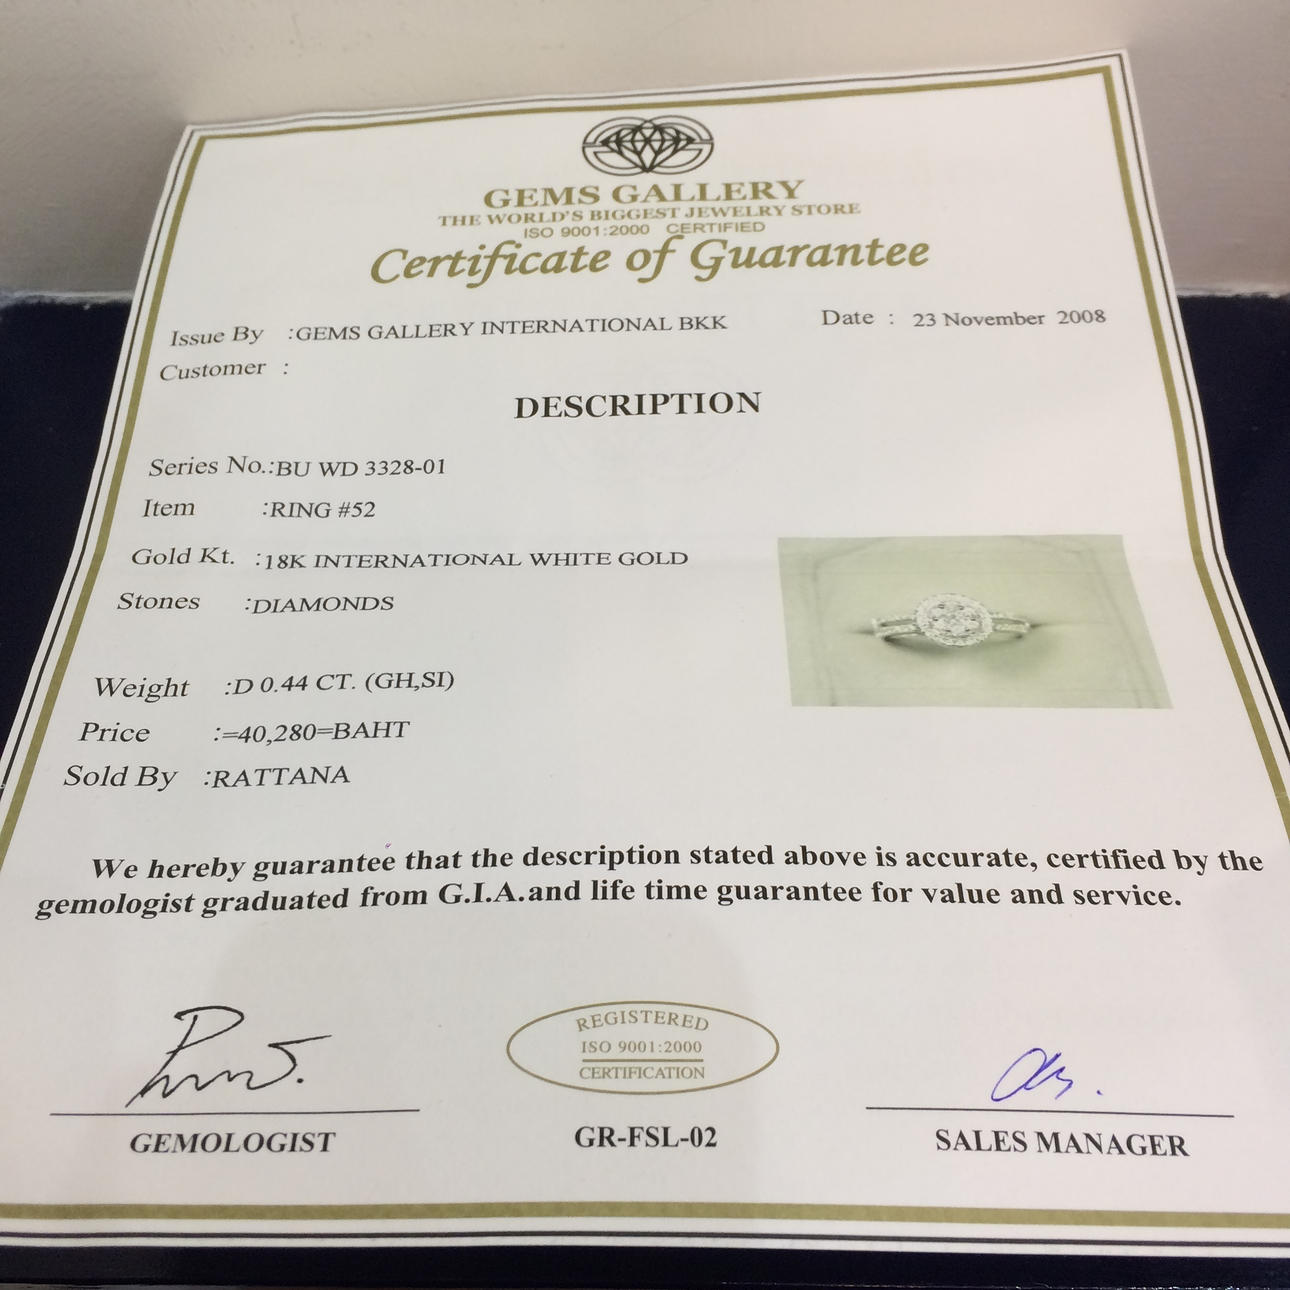 GEMS GALLERY
THE WORLD'S BIGGEST JEWELRY STORE
ISO 9001:2000 CERTIFIED
Certificate of Guarantee
Issue By :GEMS GALLERY INTERNATIONAL BKK Date : 23 November 2008
Customer :
DESCRIPTION
Series No.:BU WD 3328-01
Item :RING #52
Gold Kt. :18K INTERNATIONAL WHITE GOLD
Stones :DIAMONDS
Weight :D 0.44 CT. (GH,SI)
Price :=40,280=BAHT
Sold By :RATTANA
We hereby guarantee that the description stated above is accurate, certified by the
gemologist graduated from G.I.A.and life time guarantee for value and service.
REGISTERED
ISO 9001:2000
CERTIFICATION
GEMOLOGIST GR-FSL-02 SALES MANAGER